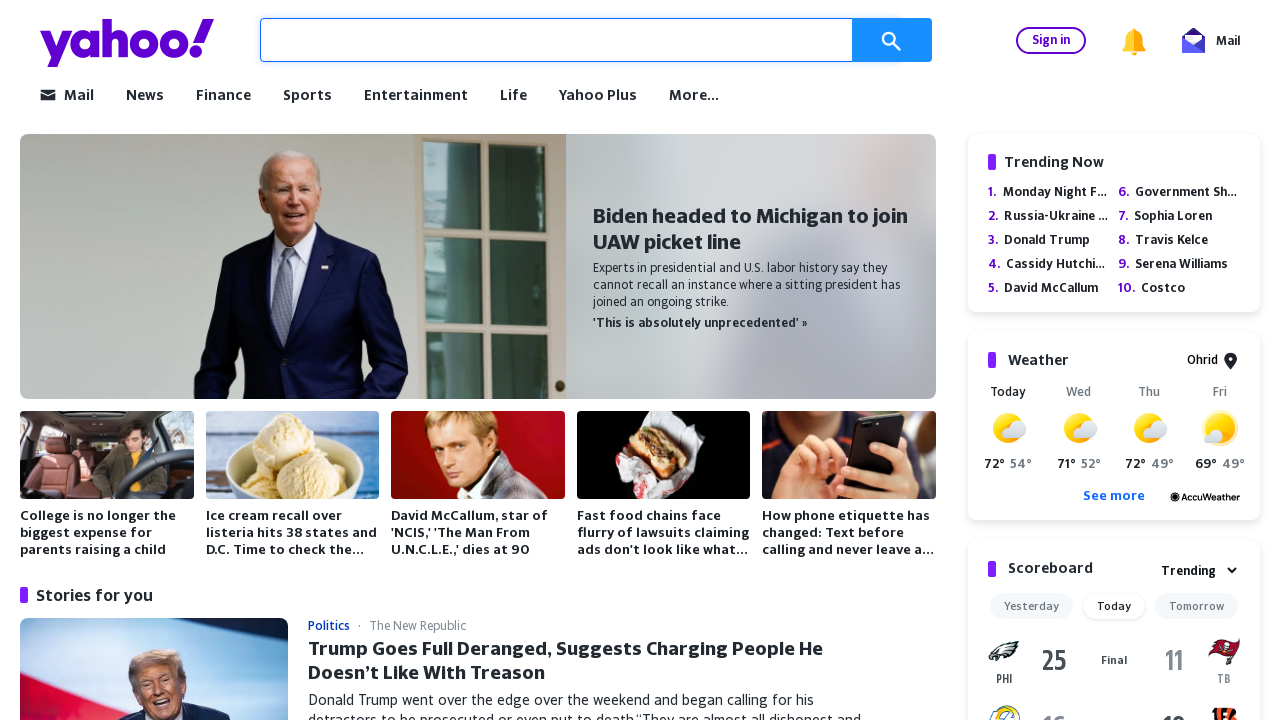 yahoo!
Sign in
Mail
Mail
News
Finance
Sports
Entertainment
Life
Yahoo Plus
More...
Biden headed to Michigan to join
UAW picket line
Experts in presidential and U.S. labor history say they
cannot recall an instance where a sitting president has
joined an ongoing strike.
'This is absolutely unprecedented' »
College is no longer the
biggest expense for
parents raising a child
Ice cream recall over
listeria hits 38 states and
D.C. Time to check the...
David McCallum, star of
'NCIS,' 'The Man From
U.N.C.L.E.,' dies at 90
Fast food chains face
flurry of lawsuits claiming
ads don't look like what...
How phone etiquette has
changed: Text before
calling and never leave a...
Stories for you
Politics · The New Republic
Trump Goes Full Deranged, Suggests Charging People He
Doesn’t Like With Treason
Donald Trump went over the edge over the weekend and began calling for his
detractors to be prosecuted or even put to death.“They are almost all dishonest and
Trending Now
1. Monday Night F...
2. Russia-Ukraine ...
3. Donald Trump
4. Cassidy Hutchi...
5. David McCallum
6. Government Sh...
7. Sophia Loren
8. Travis Kelce
9. Serena Williams
10. Costco
Weather
Ohrid
Today
Wed
Thu
Fri
72° 54°
71° 52°
72° 49°
69° 49°
See more
AccuWeather
Scoreboard
Trending
Yesterday
Today
Tomorrow
PHI
25
Final
11
TB